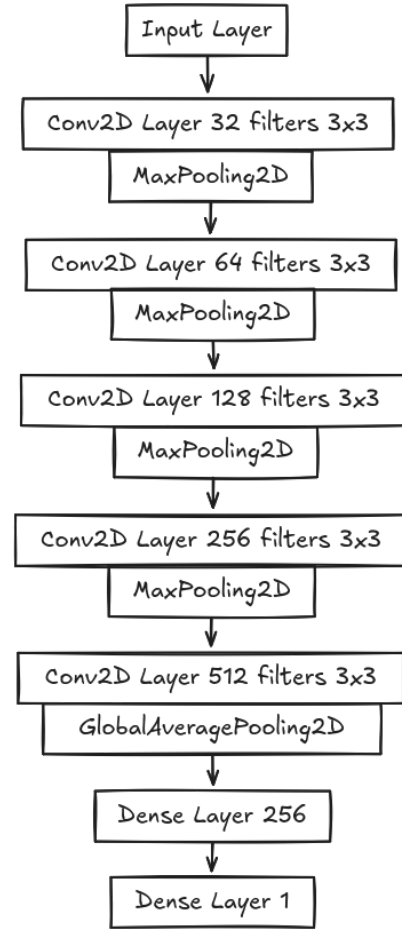 Input Layer
Conv2D Layer 32 filters 3x3
MaxPooling2D
Conv2D Layer 64 filters 3x3
MaxPooling2D
Conv2D Layer 128 filters 3x3
MaxPooling2D
Conv2D Layer 256 filters 3x3
MaxPooling2D
Conv2D Layer 512 filters 3x3
GlobalAveragePooling2D
Dense Layer 256
Dense Layer 1